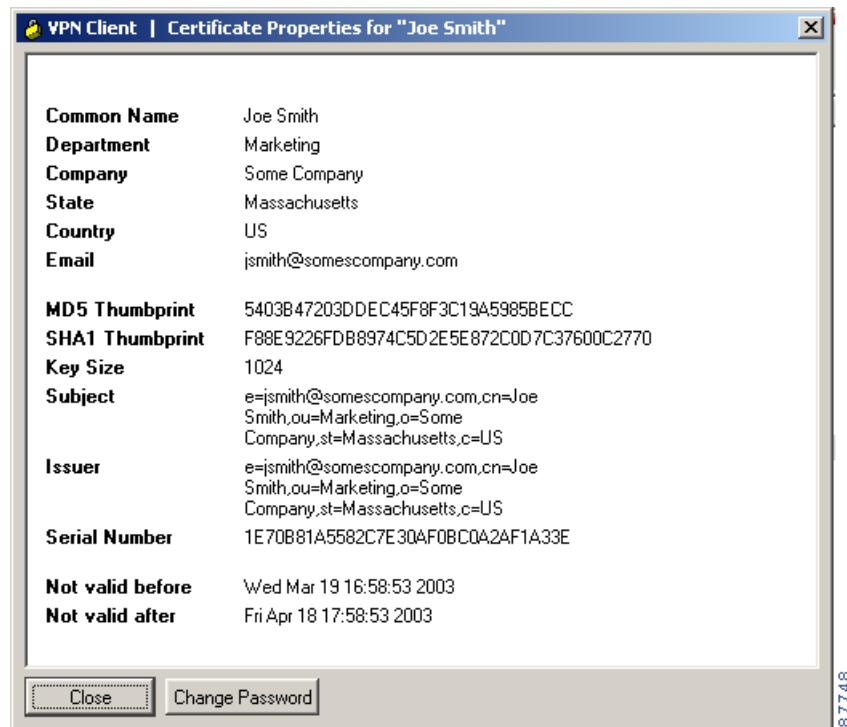 VPN Client | Certificate Properties for "Joe Smith"
Common Name Joe Smith
Department Marketing
Company Some Company
State Massachusetts
Country US
Email jsmith@somescompany.com
MD5 Thumbprint 5403B47203DDEC45F8F3C19A5985BECC
SHA1 Thumbprint F88E9226FDB8974C5D2E5E872C0D7C37600C2770
Key Size 1024
Subject e=jsmith@somescompany.com,cn=Joe
Smith,ou=Marketing,o=Some
Company,st=Massachusetts,c=US
Issuer e=jsmith@somescompany.com,cn=Joe
Smith,ou=Marketing,o=Some
Company,st=Massachusetts,c=US
Serial Number 1E70B81A5582C7E30AF0BC0A2AF1A33E
Not valid before Wed Mar 19 16:58:53 2003
Not valid after Fri Apr 18 17:58:53 2003
Close Change Password
87748